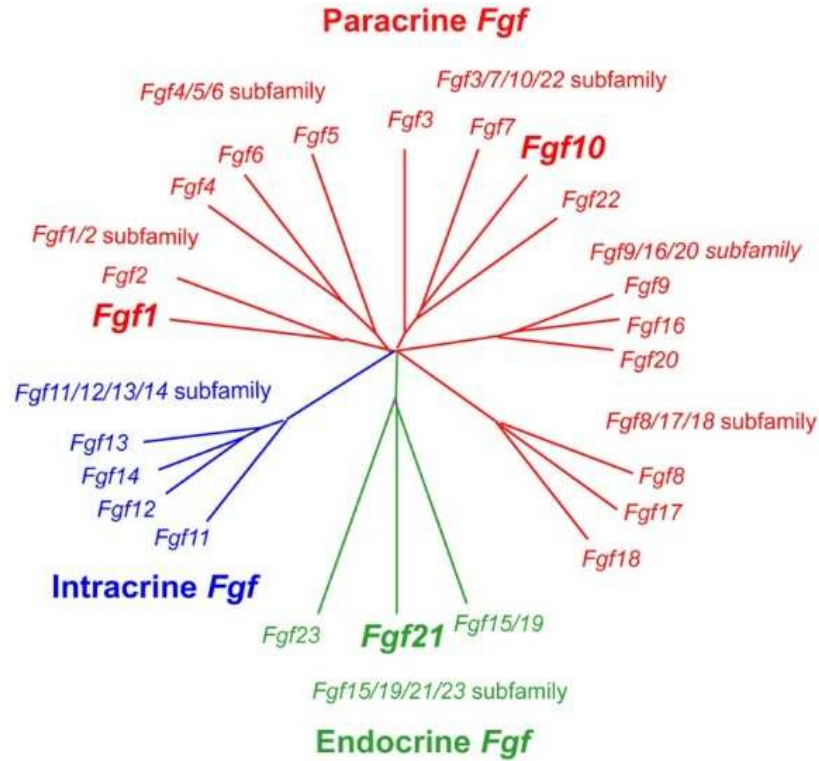 Paracrine Fgf
Fgf4/5/6 subfamily
Fgf3/7/10/22 subfamily
Fgf3
Fgf7
Fgf5
Fgf10
Fgf6
Fgf4
Fgf22
Fgf1/2 subfamily
Fgf9/16/20 subfamily
Fgf2
Fgf9
Fgf1
Fgf16
Fgf20
Fgf11/12/13/14 subfamily
Fgf8/17/18 subfamily
Fgf13
Fgf14
Fgf8
Fgf12
Fgf17
Fgf11
Fgf18
Intracrine Fgf
Fgf23
Fgf21
Fgf15/19
Fgf15/19/21/23 subfamily
Endocrine Fgf